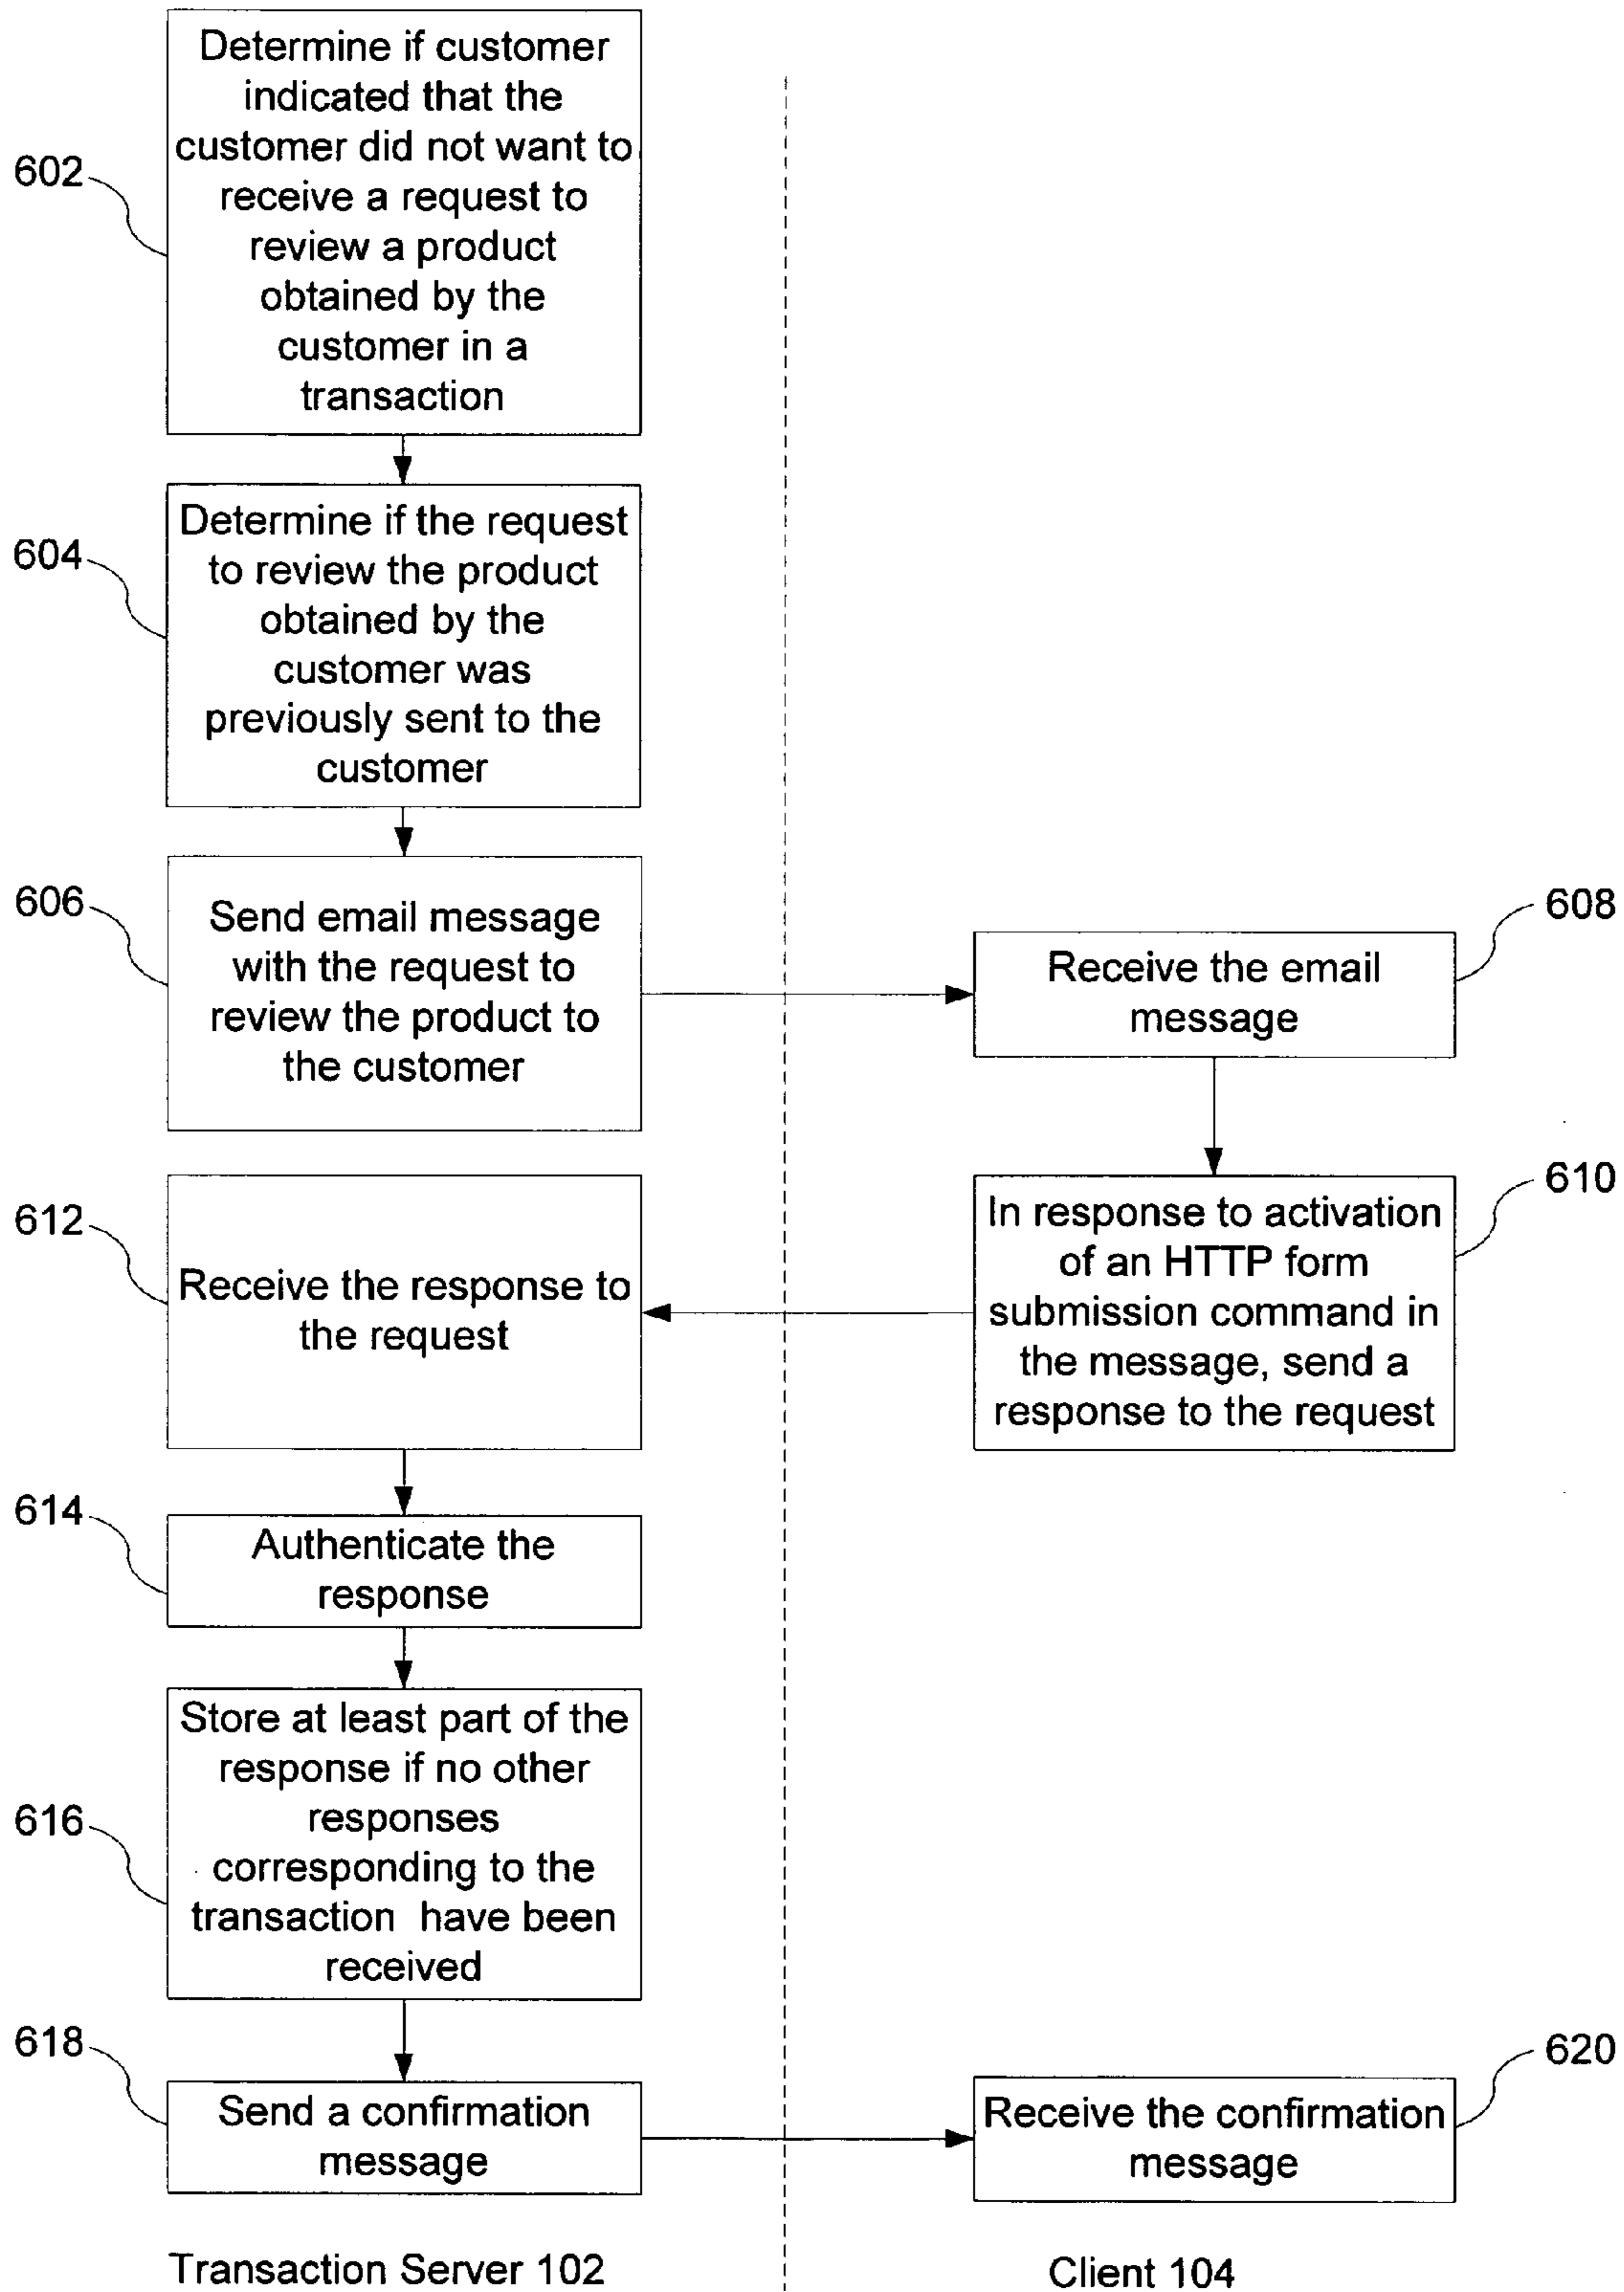 602
Determine if customer
indicated that the
customer did not want to
receive a request to
review a product
obtained by the
customer in a
transaction
604
Determine if the request
to review the product
obtained by the
customer was
previously sent to the
customer
606
Send email message
with the request to
review the product to
the customer
608
Receive the email
message
610
In response to activation
of an HTTP form
submission command in
the message, send a
response to the request
612
Receive the response to
the request
614
Authenticate the
response
616
Store at least part of the
response if no other
responses
corresponding to the
transaction have been
received
618
Send a confirmation
message
620
Receive the confirmation
message
Transaction Server 102
Client 104